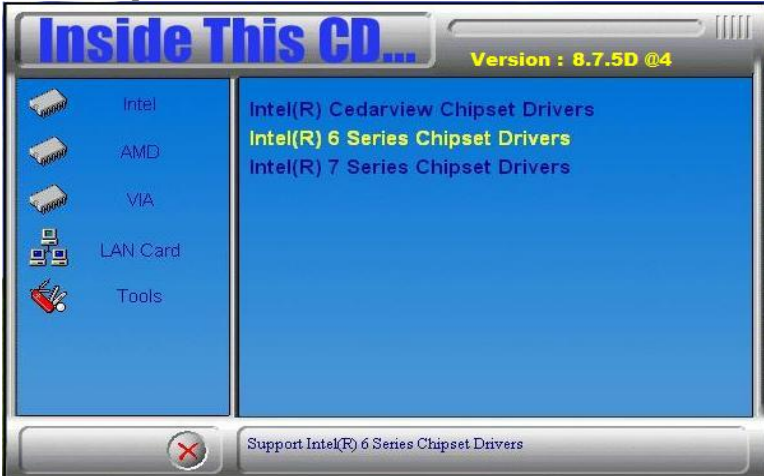 Inside This CD...
Version : 8.7.5D @4
Intel
AMD
VIA
LAN Card
Tools
Intel(R) Cedarview Chipset Drivers
Intel(R) 6 Series Chipset Drivers
Intel(R) 7 Series Chipset Drivers
Support Intel(R) 6 Series Chipset Drivers